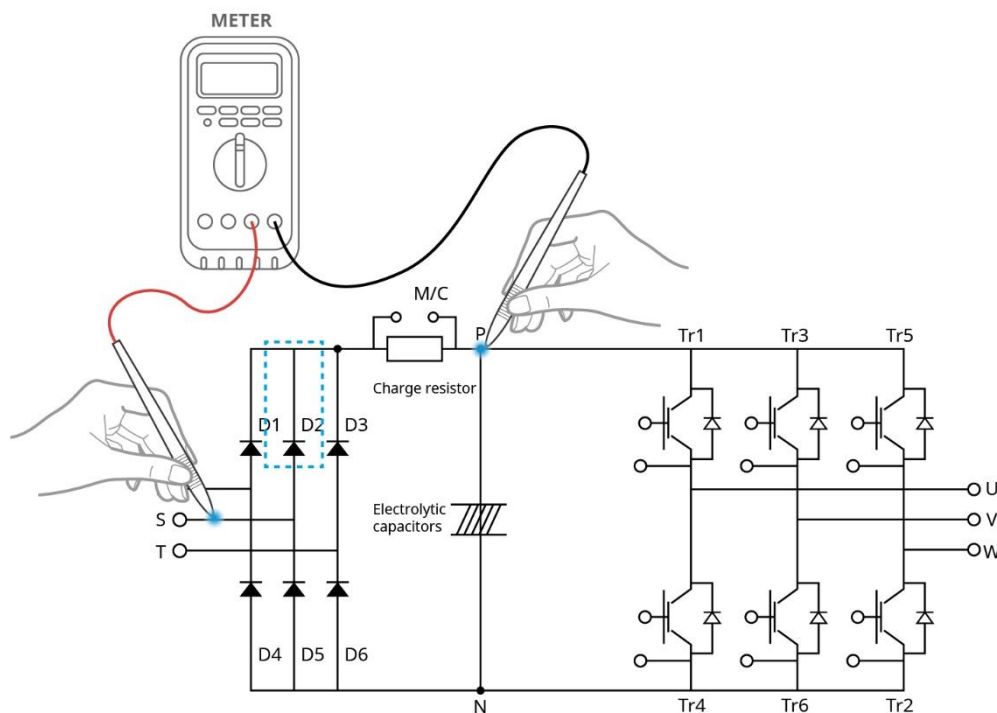 METER
M/C
P
Tr1
Tr3
Tr5
Charge resistor
D1
D2
D3
U
Electrolytic
capacitors
S
V
T
W
D4
D5
D6
N
Tr4
Tr6
Tr2